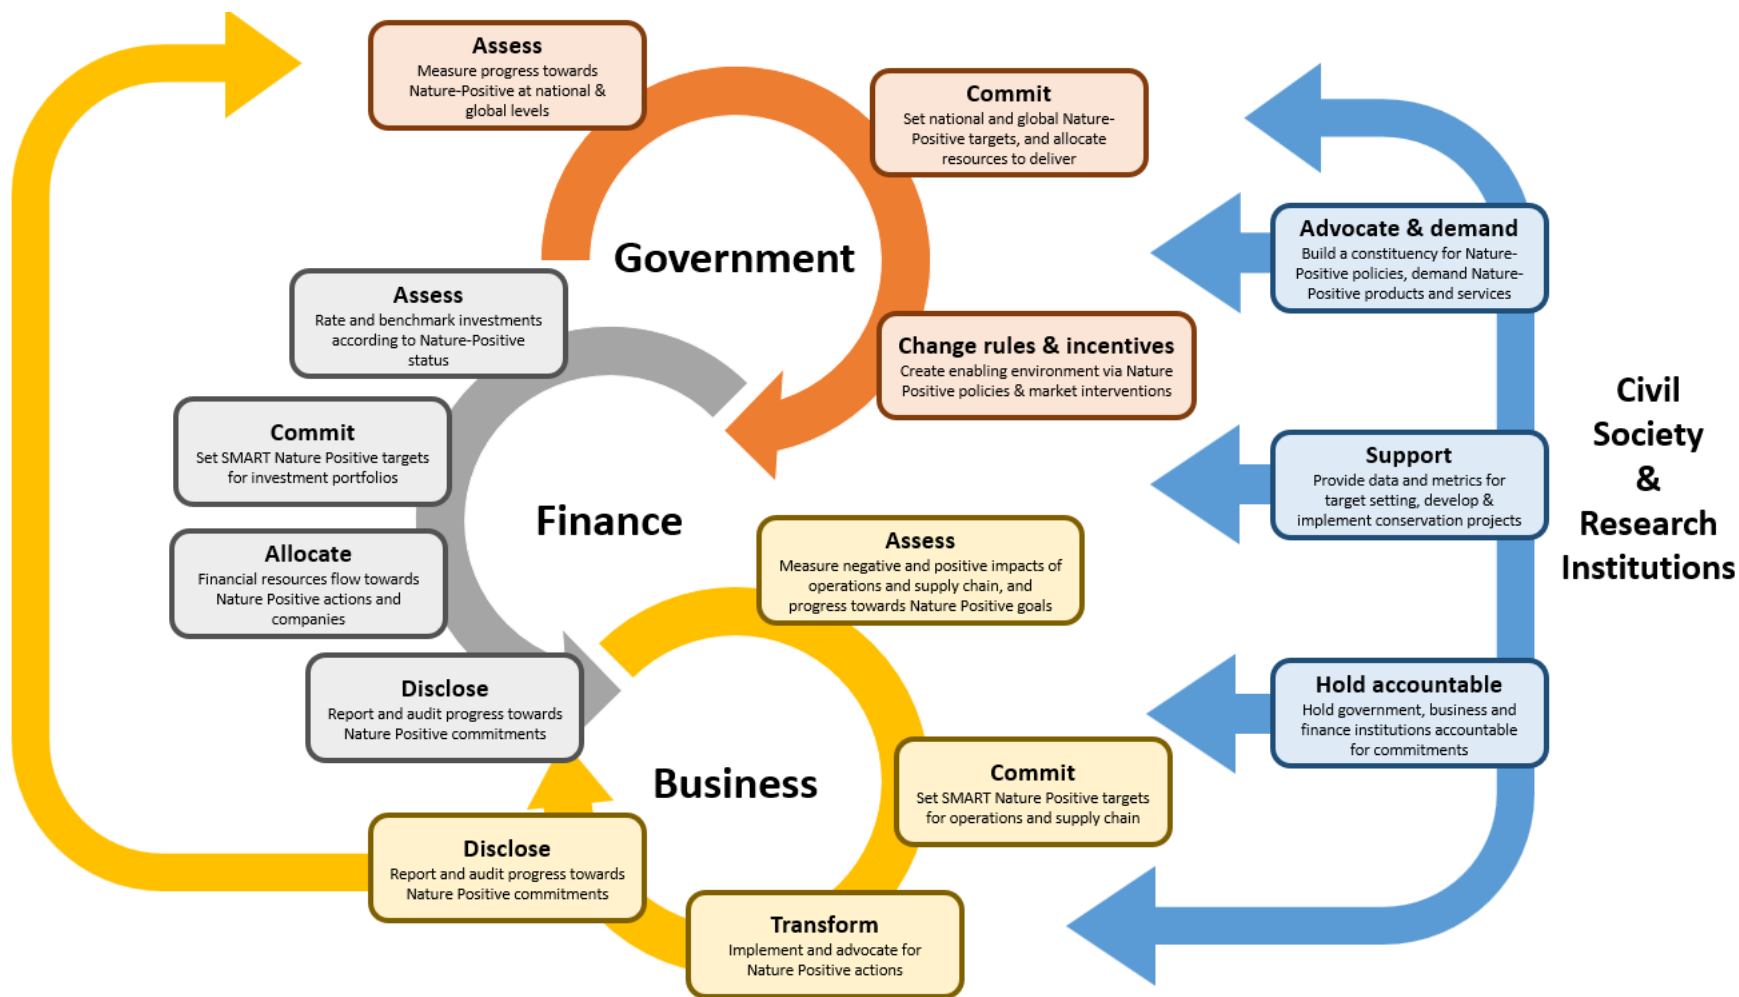 Assess
Measure progress towards
Nature-Positive at national &
global levels
Commit
Set national and global Nature-
Positive targets, and allocate
resources to deliver
Government
Change rules & incentives
Create enabling environment via Nature
Positive policies & market interventions
Assess
Rate and benchmark investments
according to Nature-Positive
status
Commit
Set SMART Nature Positive targets
for investment portfolios
Finance
Allocate
Financial resources flow towards
Nature Positive actions and
companies
Disclose
Report and audit progress towards
Nature Positive commitments
Assess
Measure negative and positive impacts of
operations and supply chain, and
progress towards Nature Positive goals
Business
Commit
Set SMART Nature Positive targets
for operations and supply chain
Disclose
Report and audit progress towards
Nature Positive commitments
Transform
Implement and advocate for
Nature Positive actions
Advocate & demand
Build a constituency for Nature-
Positive policies, demand Nature-
Positive products and services
Support
Provide data and metrics for
target setting, develop &
implement conservation projects
Hold accountable
Hold government, business and
finance institutions accountable
for commitments
Civil
Society
&
Research
Institutions